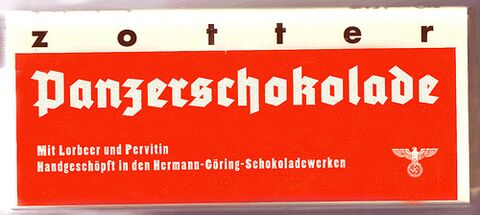 zotter
Panzerschokolade
Mit Lorbeer und Pervitin
Handgeschöpft in den Hermann-Göring-Schokoladewerken